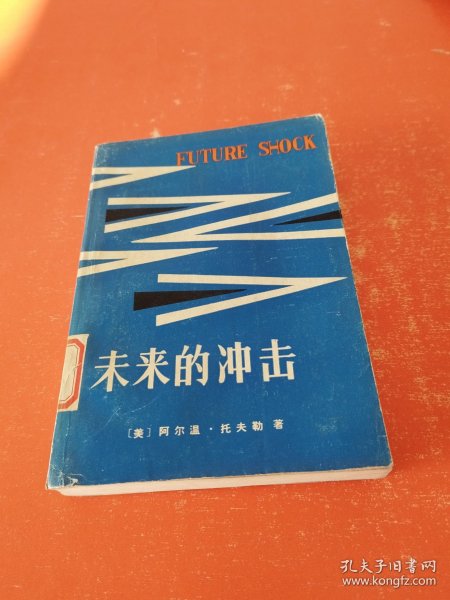 FUTURE SHOCK
未来的冲击
〔美〕阿尔温·托夫勒 著
孔夫子旧书网
www.kongfz.com